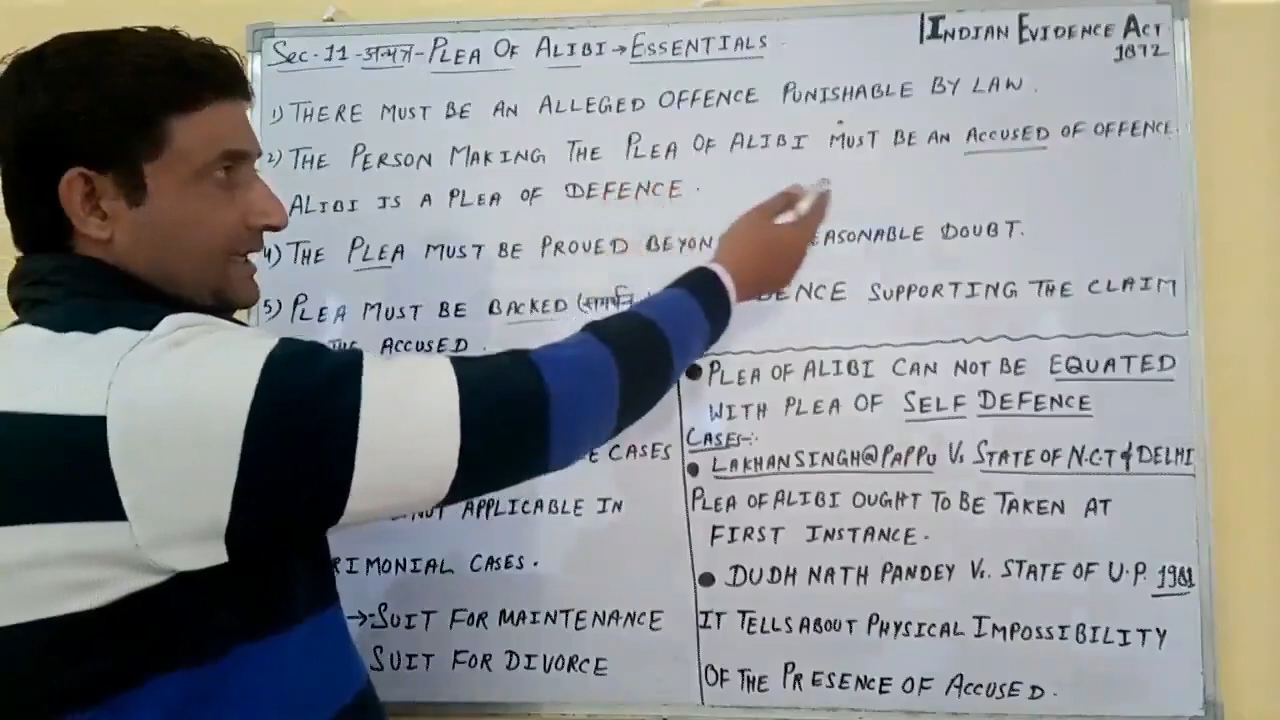 Sec-11-अन्यत्र-PLEA OF ALIBI→ESSENTIALS
INDIAN EVIDENCE ACT
1872
1) THERE MUST BE AN ALLEGED OFFENCE PUNISHABLE BY LAW.
2) THE PERSON MAKING THE PLEA OF ALIBI MUST BE AN ACCUSED OF OFFENCE.
ALIBI IS A PLEA OF DEFENCE.
4) THE PLEA MUST BE PROVED REASONABLE DOUBT.
5) PLEA MUST BE BACKED SUPPORTING THE CLAIM
ACCUSED.
CASES
NOT APPLICABLE IN
CASES.
→SUIT FOR MAINTENANCE
SUIT FOR DIVORCE
● PLEA OF ALIBI CAN NOT BE EQUATED
WITH PLEA OF SELF DEFENCE
CASES-:
● LAKHANSINGH@PAPPU Vs STATE OF N.C.T of DELHI
PLEA OF ALIBI OUGHT TO BE TAKEN AT
FIRST INSTANCE.
● DUDH NATH PANDEY Vs. STATE OF U.P. 1981
IT TELLS ABOUT PHYSICAL IMPOSSIBILITY
OF THE PRESENCE OF ACCUSED.